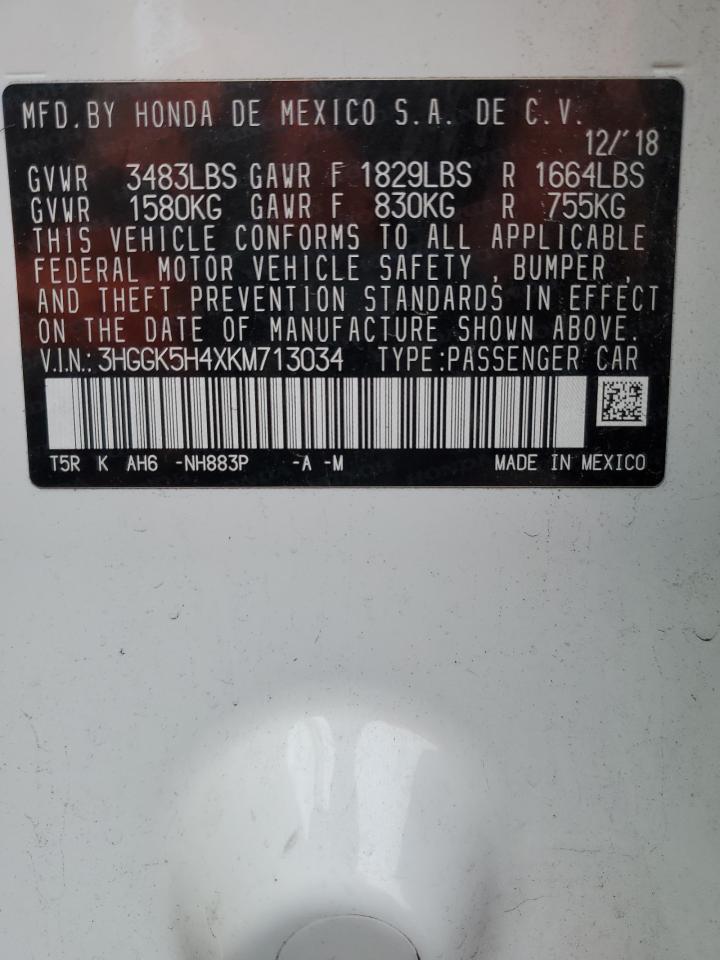 MFD.BY HONDA DE MEXICO S.A. DE C.V.
12/'18
GVWR 3483LBS GAWR F 1829LBS R 1664LBS
GVWR 1580KG GAWR F 830KG R 755KG
THIS VEHICLE CONFORMS TO ALL APPLICABLE
FEDERAL MOTOR VEHICLE SAFETY , BUMPER ,
AND THEFT PREVENTION STANDARDS IN EFFECT
ON THE DATE OF MANUFACTURE SHOWN ABOVE.
V.I.N.: 3HGGK5H4XKM713034 TYPE:PASSENGER CAR
T5R K AH6 -NH883P -A -M MADE IN MEXICO